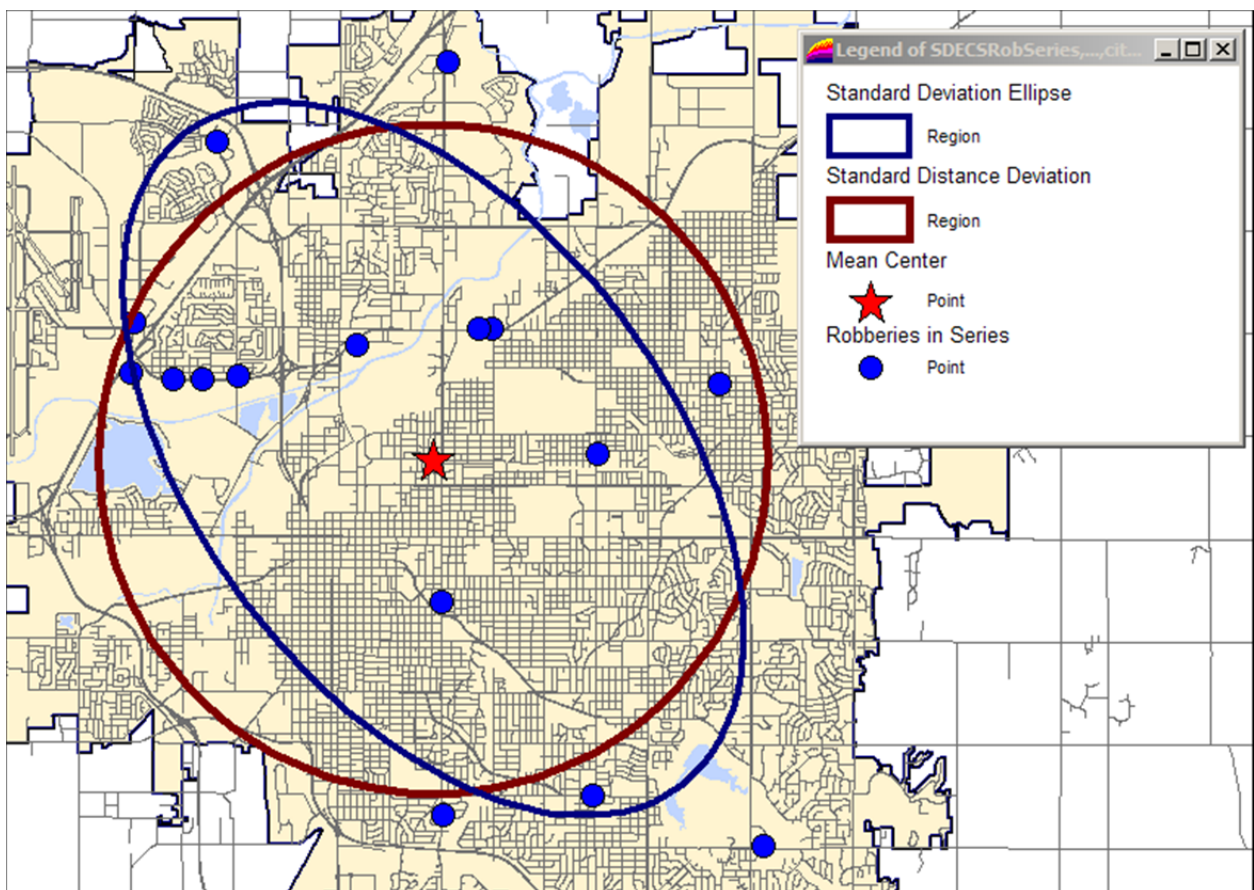 Legend of SDECSRobSeries,...,cit...
Standard Deviation Ellipse
Region
Standard Distance Deviation
Region
Mean Center
Point
Robberies in Series
Point